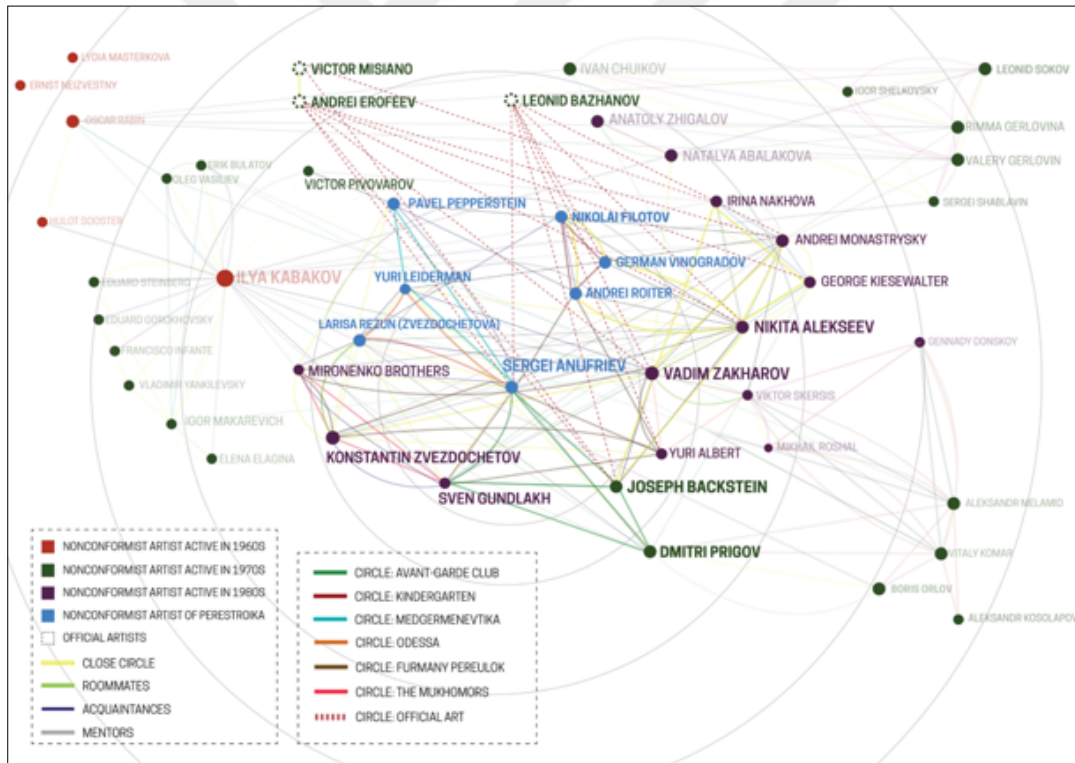 LYDIA MASTERKOVA
ERNST NEIZVESTNY
OSCAR RABIN
HULOT SOOSTER
VICTOR MISIANO
ANDREI EROFEEV
LEONID BAZHANOV
IVAN CHUIKOV
ANATOLY ZHIGALOV
NATALYA ABALAKOVA
LEONID SOKOV
IGOR SHELKOVSKY
RIMMA GERLOVINA
VALERY GERLOVIN
SERGEI SHABLAVIN
ERIK BULATOV
OLEG VASILIEV
VICTOR PIVOVAROV
PAVEL PEPPERSTEIN
NIKOLAI FILOTOV
IRINA NAKHOVA
ANDREI MONASTRYSKY
GERMAN VINOGRADOV
GEORGE KIESEWALTER
ILYA KABAKOV
YURI LEIDERMAN
ANDREI ROITER
EDUARD STEINBERG
EDUARD GOROKHOVSKY
LARISA REZUN (ZVEZDOCHETOVA)
NIKITA ALEKSEEV
GENNADY DONSKOY
FRANCISCO INFANTE
MIRONENKO BROTHERS
SERGEI ANUFRIEV
VADIM ZAKHAROV
VLADIMIR YANKILEVSKY
VIKTOR SKERSIS
IGOR MAKAREVICH
MIKHAIL ROSHAL
ELENA ELAGINA
KONSTANTIN ZVEZDOCHETOV
YURI ALBERT
SVEN GUNDLAKH
JOSEPH BACKSTEIN
ALEKSANDR MELAMID
DMITRI PRIGOV
VITALY KOMAR
BORIS ORLOV
ALEKSANDR KOSOLAPOV
NONCONFORMIST ARTIST ACTIVE IN 1960S
NONCONFORMIST ARTIST ACTIVE IN 1970S
NONCONFORMIST ARTIST ACTIVE IN 1980S
NONCONFORMIST ARTIST OF PERESTROIKA
OFFICIAL ARTISTS
CLOSE CIRCLE
ROOMMATES
ACQUAINTANCES
MENTORS
CIRCLE: AVANT-GARDE CLUB
CIRCLE: KINDERGARTEN
CIRCLE: MEDGERMENEVTIKA
CIRCLE: ODESSA
CIRCLE: FURMANY PEREULOK
CIRCLE: THE MUKHOMORS
CIRCLE: OFFICIAL ART